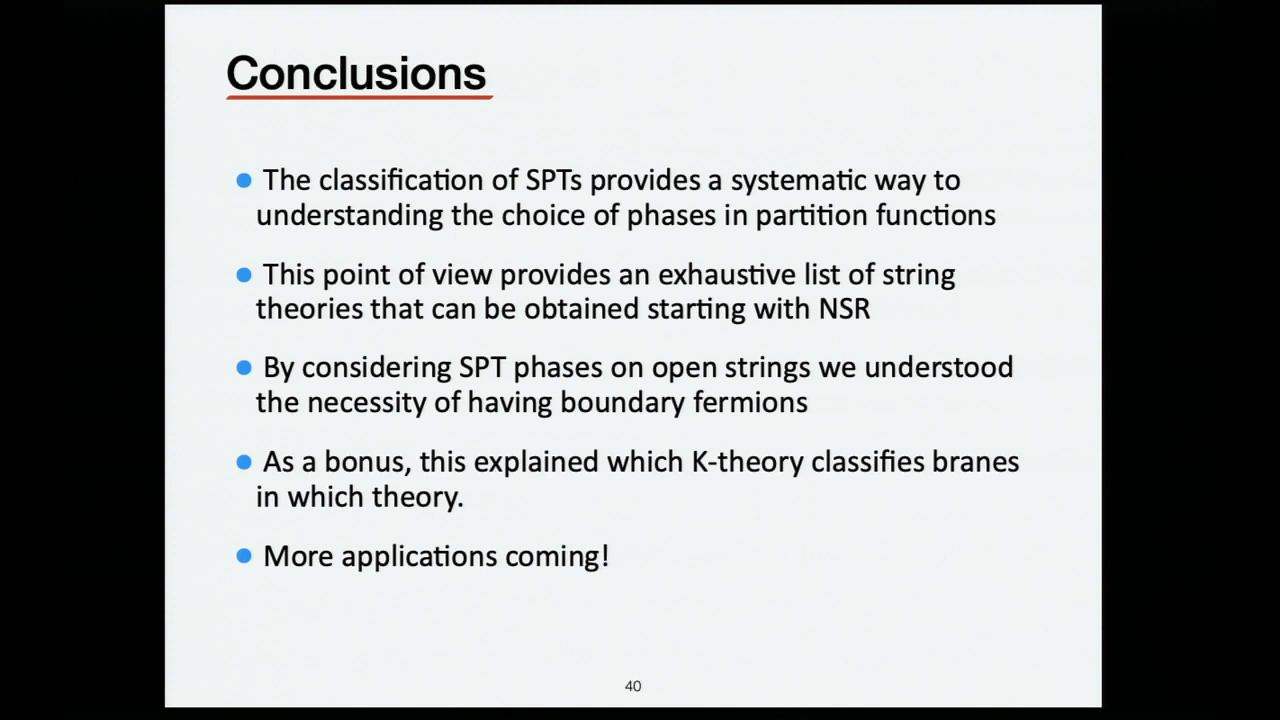 Conclusions
● The classification of SPTs provides a systematic way to
understanding the choice of phases in partition functions
● This point of view provides an exhaustive list of string
theories that can be obtained starting with NSR
● By considering SPT phases on open strings we understood
the necessity of having boundary fermions
● As a bonus, this explained which K-theory classifies branes
in which theory.
● More applications coming!
40